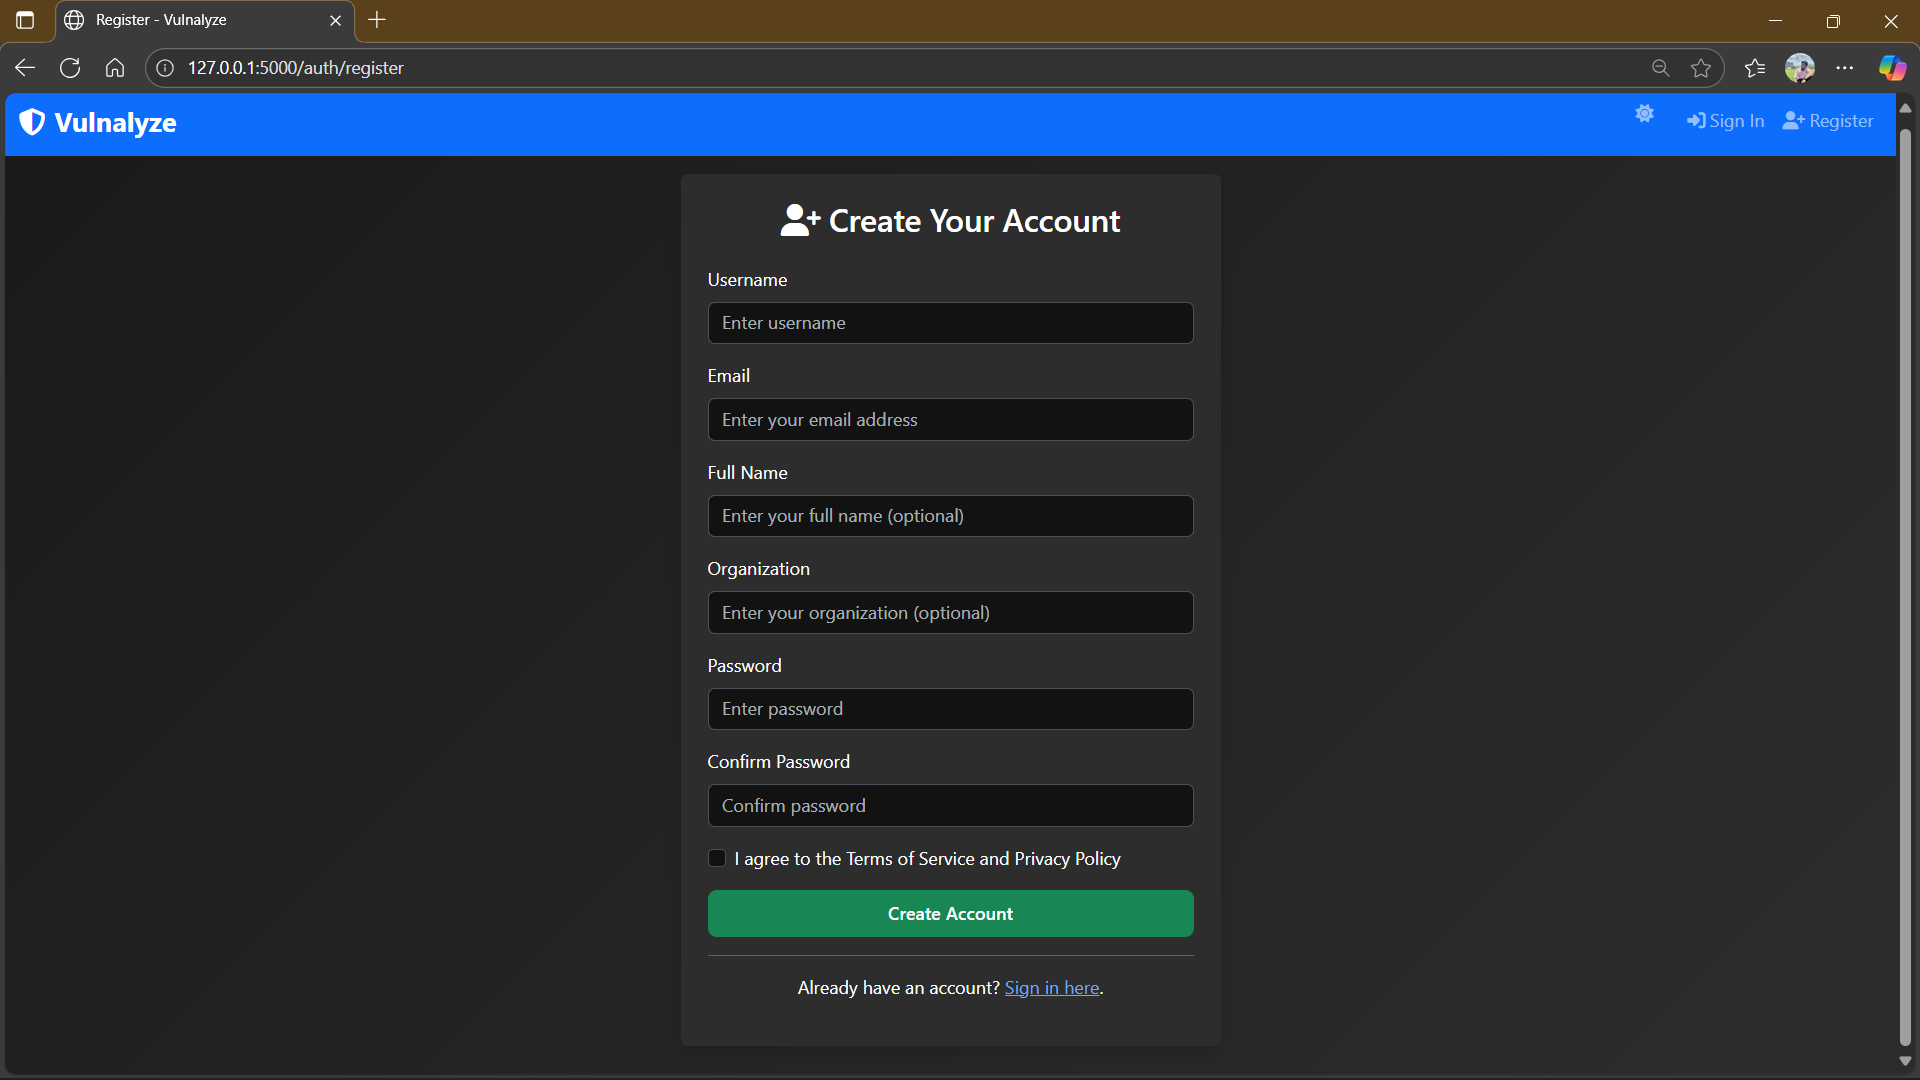 Register - Vulnalyze
127.0.0.1:5000/auth/register
Vulnalyze
Sign In
Register
Create Your Account
Username
Enter username
Email
Enter your email address
Full Name
Enter your full name (optional)
Organization
Enter your organization (optional)
Password
Enter password
Confirm Password
Confirm password
I agree to the Terms of Service and Privacy Policy
Create Account
Already have an account? Sign in here.